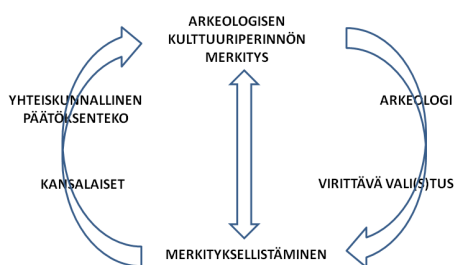 ARKEOLOGISEN
KULTTUURIPERINNÖN
MERKITYS
YHTEISKUNNALLINEN
PÄÄTÖKSENTEKO
ARKEOLOGI
KANSALAISET
VIRITTÄVÄ VALI(S)TUS
MERKITYKSELLISTÄMINEN